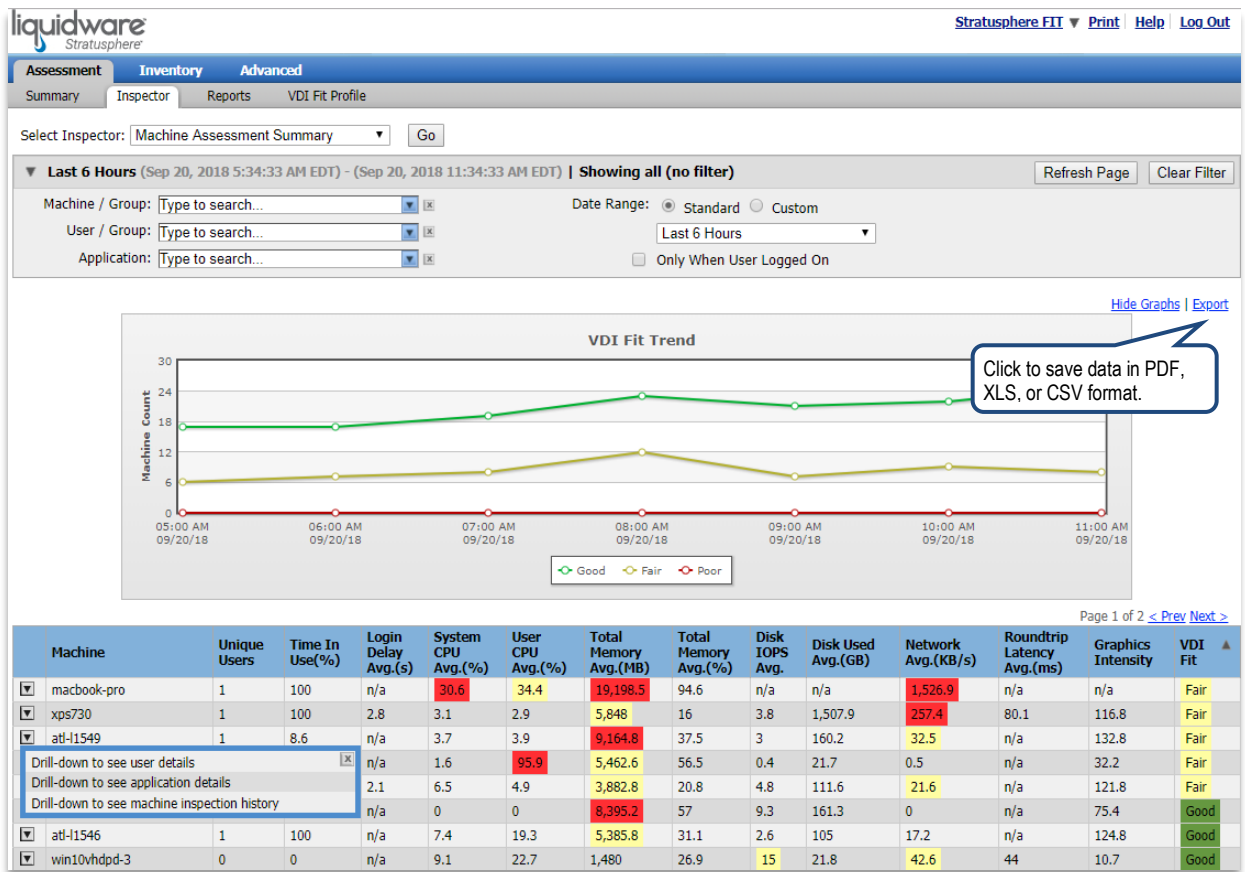 liquidware
Stratusphere
Stratusphere FIT ▼ Print | Help | Log Out
Assessment Inventory Advanced
Summary Inspector Reports VDI Fit Profile
Select Inspector: Machine Assessment Summary ▼ Go
▼ Last 6 Hours (Sep 20, 2018 5:34:33 AM EDT) - (Sep 20, 2018 11:34:33 AM EDT) | Showing all (no filter) Refresh Page Clear Filter
Machine / Group: Type to search... Date Range: Standard Custom
User / Group: Type to search... Last 6 Hours ▼
Application: Type to search... Only When User Logged On
Hide Graphs | Export
VDI Fit Trend
Click to save data in PDF,
XLS, or CSV format.
Machine Count
30
24
18
12
6
0
05:00 AM 06:00 AM 07:00 AM 08:00 AM 09:00 AM 10:00 AM 11:00 AM
09/20/18 09/20/18 09/20/18 09/20/18 09/20/18 09/20/18 09/20/18
Good Fair Poor
Page 1 of 2 < Prev Next >
Machine Unique Users Time In Use(%) Login Delay Avg.(s) System CPU Avg.(%) User CPU Avg.(%) Total Memory Avg.(MB) Total Memory Avg.(%) Disk IOPS Avg. Disk Used Avg.(GB) Network Avg.(KB/s) Roundtrip Latency Avg.(ms) Graphics Intensity VDI Fit ▲
macbook-pro 1 100 n/a 30.6 34.4 19,198.5 94.6 n/a n/a 1,526.9 n/a n/a Fair
xps730 1 100 2.8 3.1 2.9 5,848 16 3.8 1,507.9 257.4 80.1 116.8 Fair
atl-l1549 1 8.6 n/a 3.7 3.9 9,164.8 37.5 3 160.2 32.5 n/a 132.8 Fair
Drill-down to see user details x n/a 1.6 95.9 5,462.6 56.5 0.4 21.7 0.5 n/a 32.2 Fair
Drill-down to see application details 2.1 6.5 4.9 3,882.8 20.8 4.8 111.6 21.6 n/a 121.8 Fair
Drill-down to see machine inspection history n/a 0 0 8,395.2 57 9.3 161.3 0 n/a 75.4 Good
atl-l1546 1 100 n/a 7.4 19.3 5,385.8 31.1 2.6 105 17.2 n/a 124.8 Good
win10vhdpd-3 0 0 n/a 9.1 22.7 1,480 26.9 15 21.8 42.6 44 10.7 Good